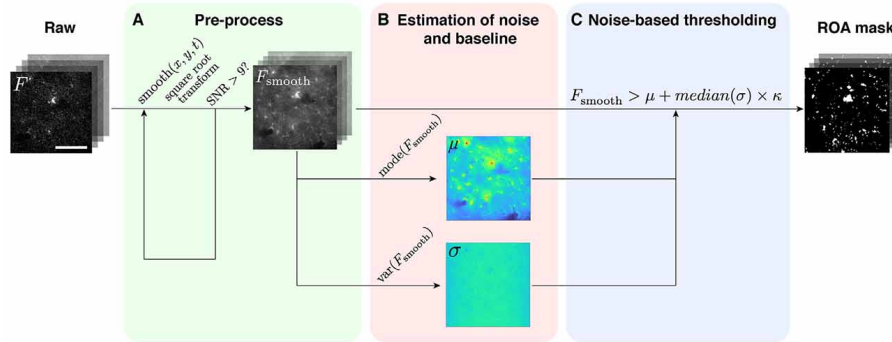 Raw
A Pre-process
B Estimation of noise
and baseline
C Noise-based thresholding
ROA mask
F
smooth(x, y, t)
square root
transform
SNR > 9?
F_smooth
F_smooth > μ + median(σ) × κ
mode(F_smooth)
μ
var(F_smooth)
σ